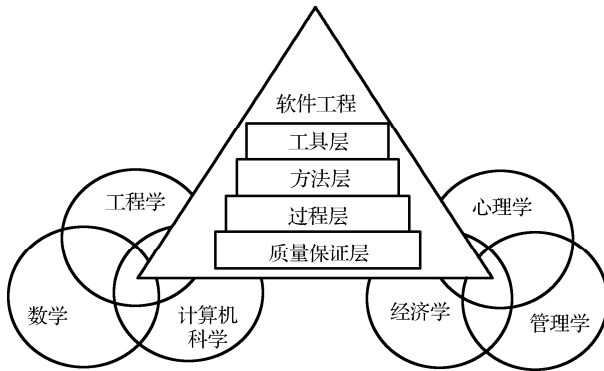 软件工程
工具层
方法层
过程层
质量保证层
工程学
数学
计算机
科学
心理学
经济学
管理学